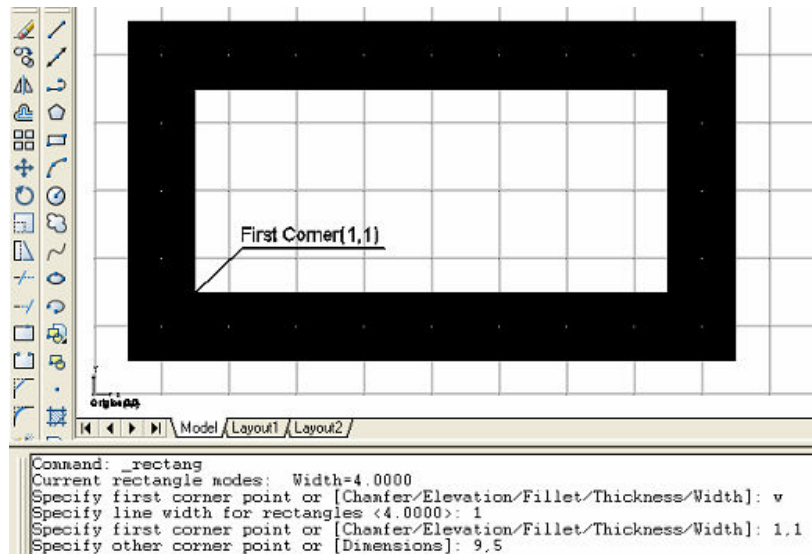 First Corner(1,1)
Model
Layout1
Layout2
Command: _rectang
Current rectangle modes: Width=4.0000
Specify first corner point or [Chamfer/Elevation/Fillet/Thickness/Width]: w
Specify line width for rectangles <4.0000>: 1
Specify first corner point or [Chamfer/Elevation/Fillet/Thickness/Width]: 1,1
Specify other corner point or [Dimensions]: 9,5